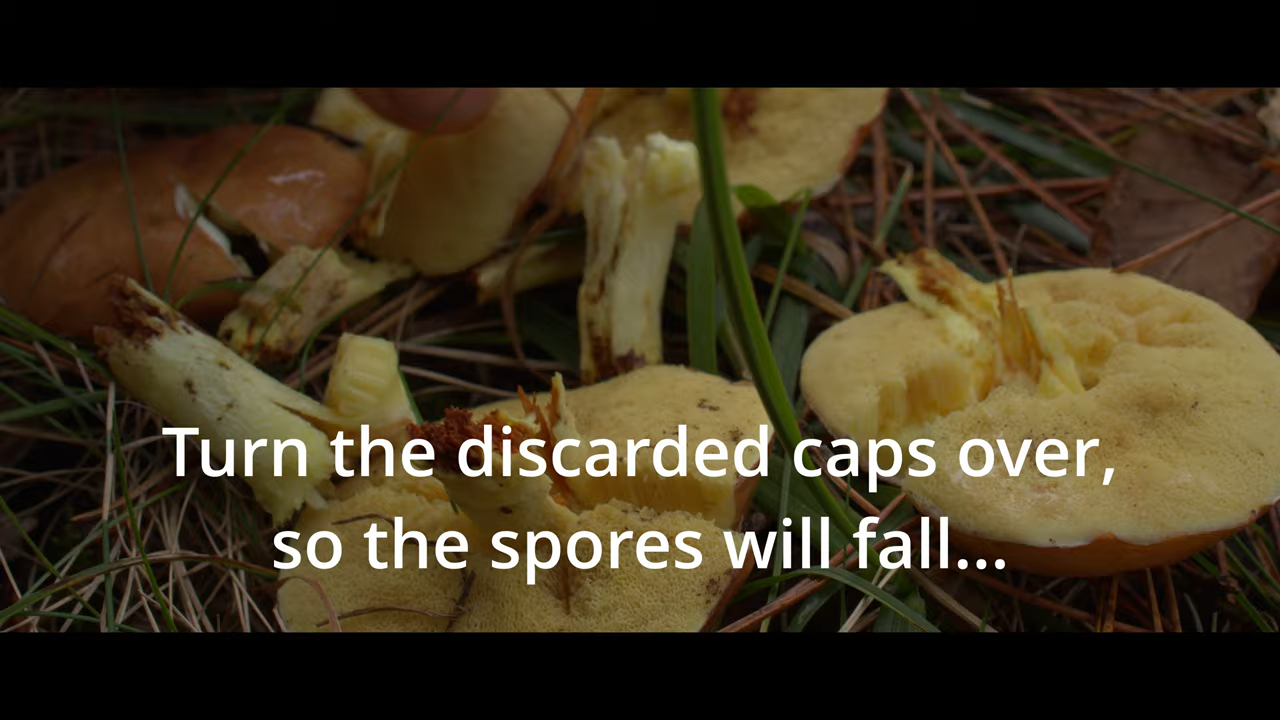 Turn the discarded caps over,
so the spores will fall...